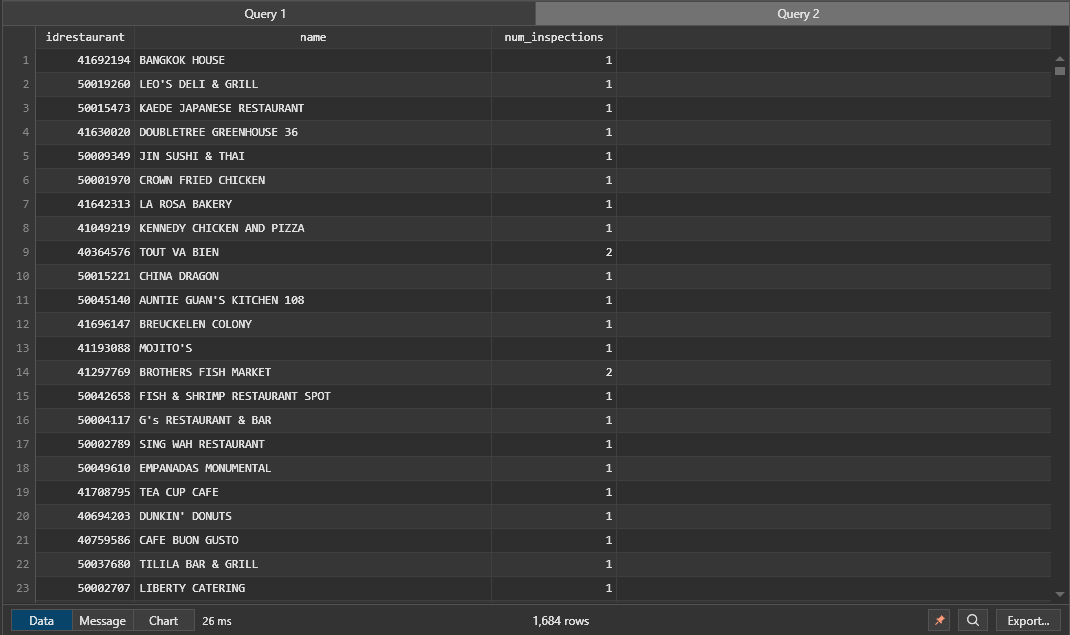 Query 1 Query 2
idrestaurant name num_inspections
1 41692194 BANGKOK HOUSE 1
2 50019260 LEO'S DELI & GRILL 1
3 50015473 KAEDE JAPANESE RESTAURANT 1
4 41630020 DOUBLETREE GREENHOUSE 36 1
5 50009349 JIN SUSHI & THAI 1
6 50001970 CROWN FRIED CHICKEN 1
7 41642313 LA ROSA BAKERY 1
8 41049219 KENNEDY CHICKEN AND PIZZA 1
9 40364576 TOUT VA BIEN 2
10 50015221 CHINA DRAGON 1
11 50045140 AUNTIE GUAN'S KITCHEN 108 1
12 41696147 BREUCKELEN COLONY 1
13 41193088 MOJITO'S 1
14 41297769 BROTHERS FISH MARKET 2
15 50042658 FISH & SHRIMP RESTAURANT SPOT 1
16 50004117 G's RESTAURANT & BAR 1
17 50002789 SING WAH RESTAURANT 1
18 50049610 EMPANADAS MONUMENTAL 1
19 41708795 TEA CUP CAFE 1
20 40694203 DUNKIN' DONUTS 1
21 40759586 CAFE BUON GUSTO 1
22 50037680 TILILA BAR & GRILL 1
23 50002707 LIBERTY CATERING 1
Data Message Chart 26 ms 1,684 rows Export...